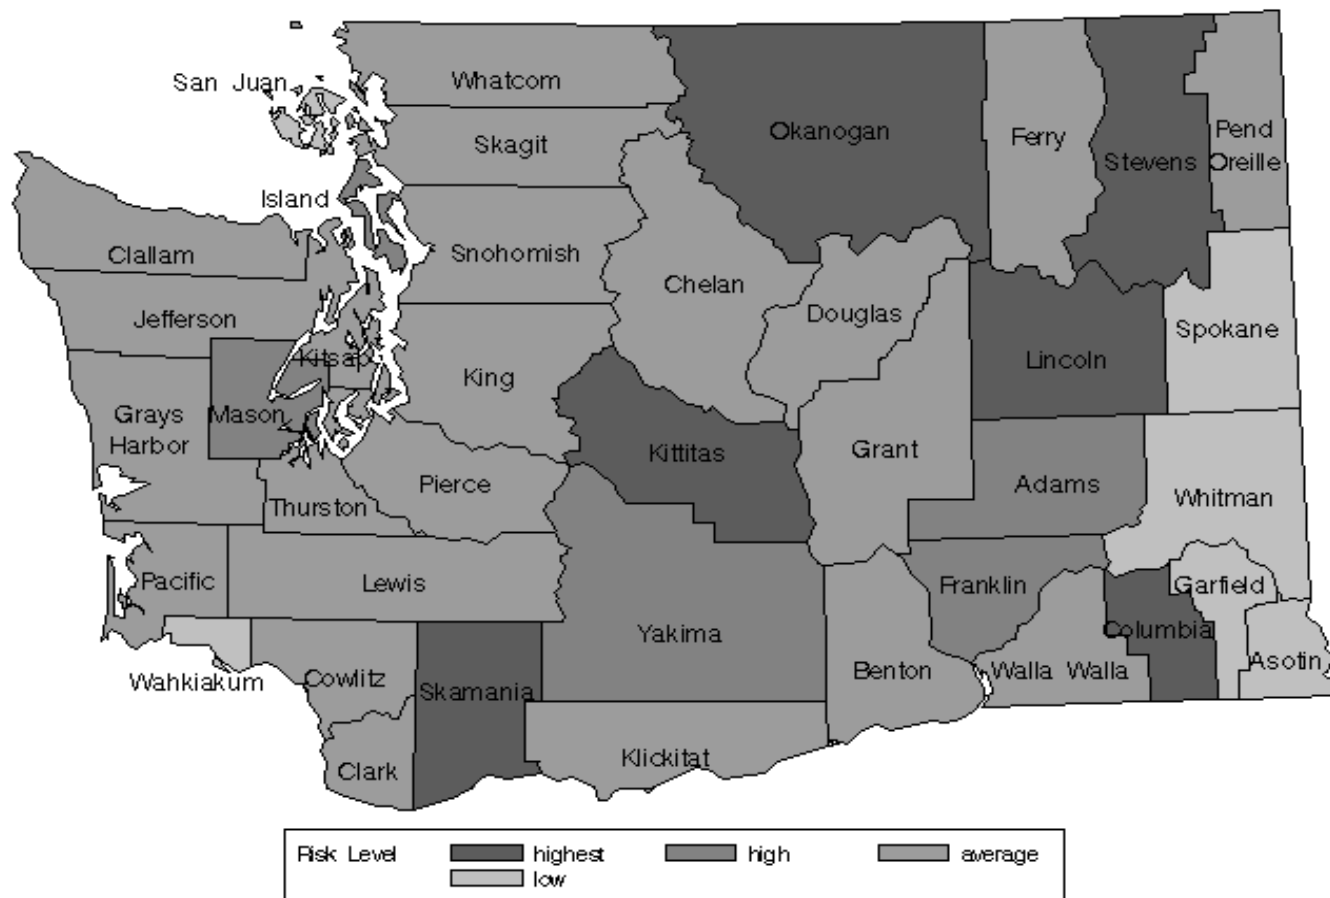 San Juan
Whatcom
Skagit
Okanogan
Ferry
Stevens
Pend
Oreille
Island
Clallam
Snohomish
Chelan
Jefferson
Douglas
Spokane
Kitsap
King
Lincoln
Grays
Harbor
Mason
Kittitas
Grant
Adams
Whitman
Thurston
Pierce
Pacific
Lewis
Franklin
Garfield
Yakima
Columbia
Wahkiakum
Cowlitz
Skamania
Benton
Walla Walla
Asotin
Clark
Klickitat
Risk Level highest high average
low